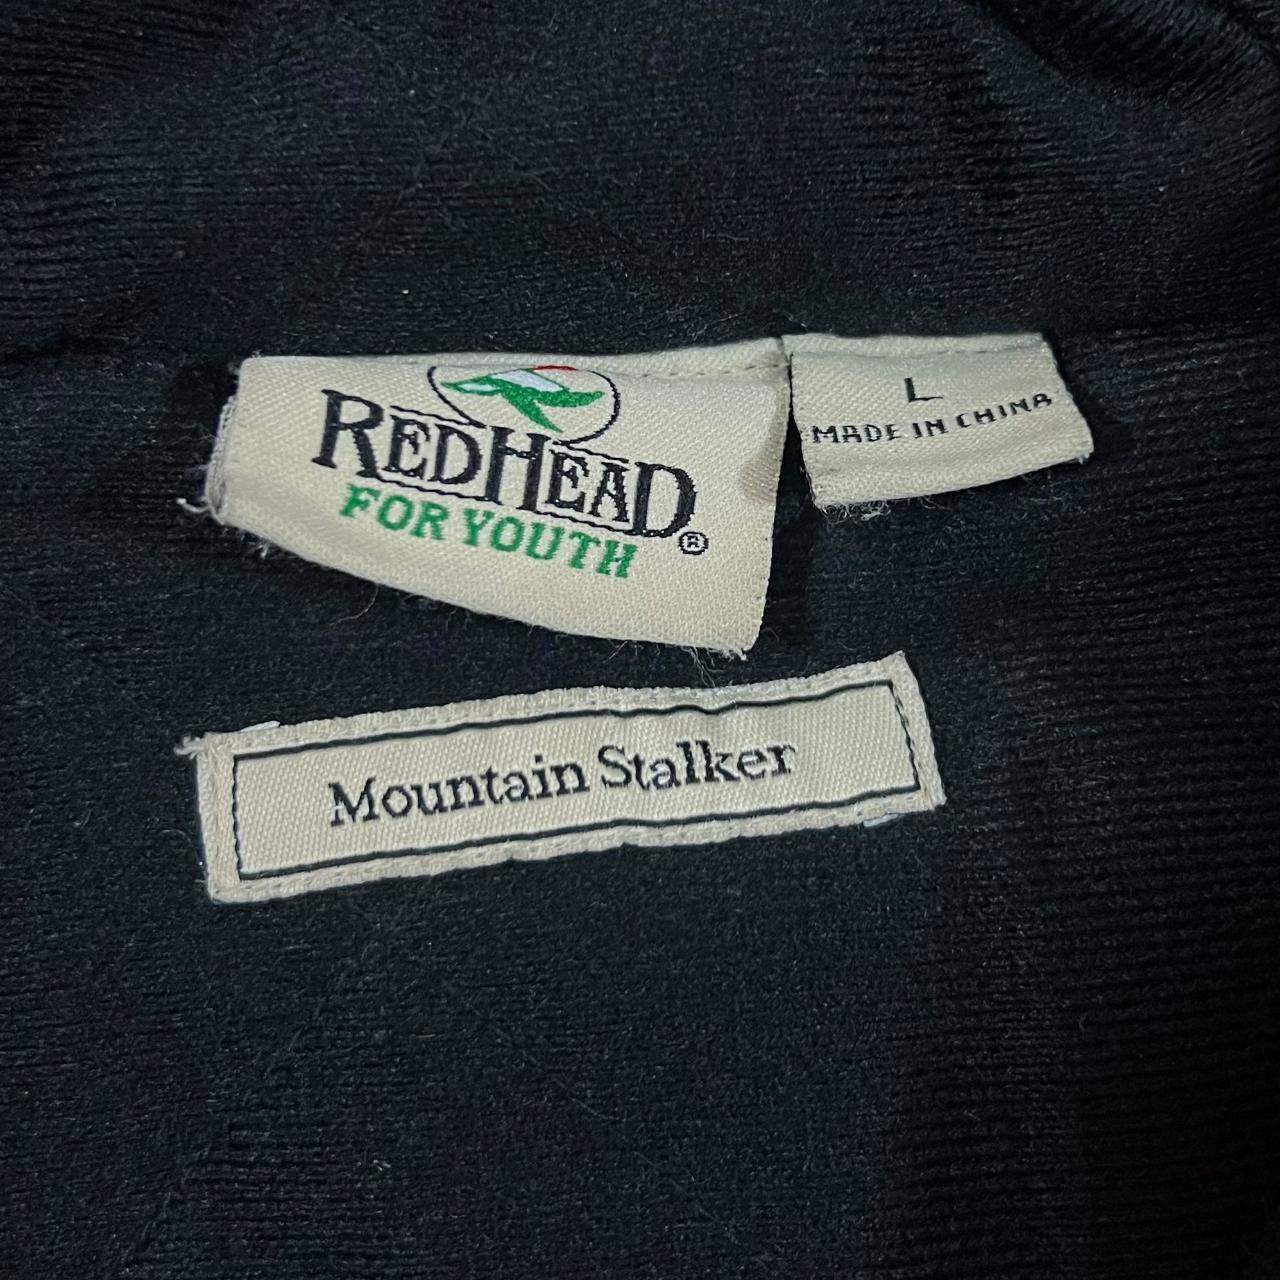 REDHEAD®
FOR YOUTH
L
MADE IN CHINA
Mountain Stalker